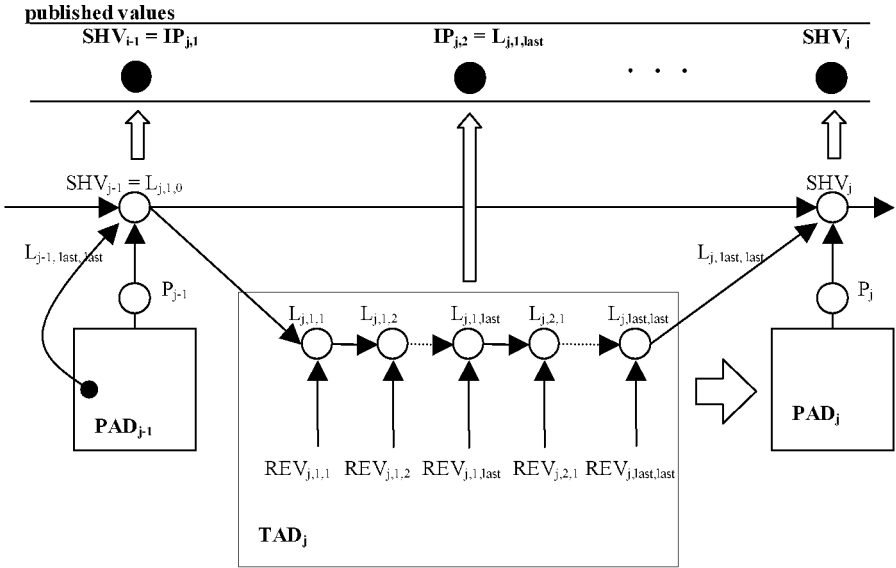 published values
SHVi-1 = IPj,1 IPj,2 = Lj,1,last SHVj
. . .
SHVj-1 = Lj,1,0 SHVj
Lj-1, last, last Lj, last, last
Pj-1 Pj
Lj,1,1 Lj,1,2 Lj,1,last Lj,2,1 Lj,last,last
PADj-1 PADj
REVj,1,1 REVj,1,2 REVj,1,last REVj,2,1 REVj,last,last
TADj